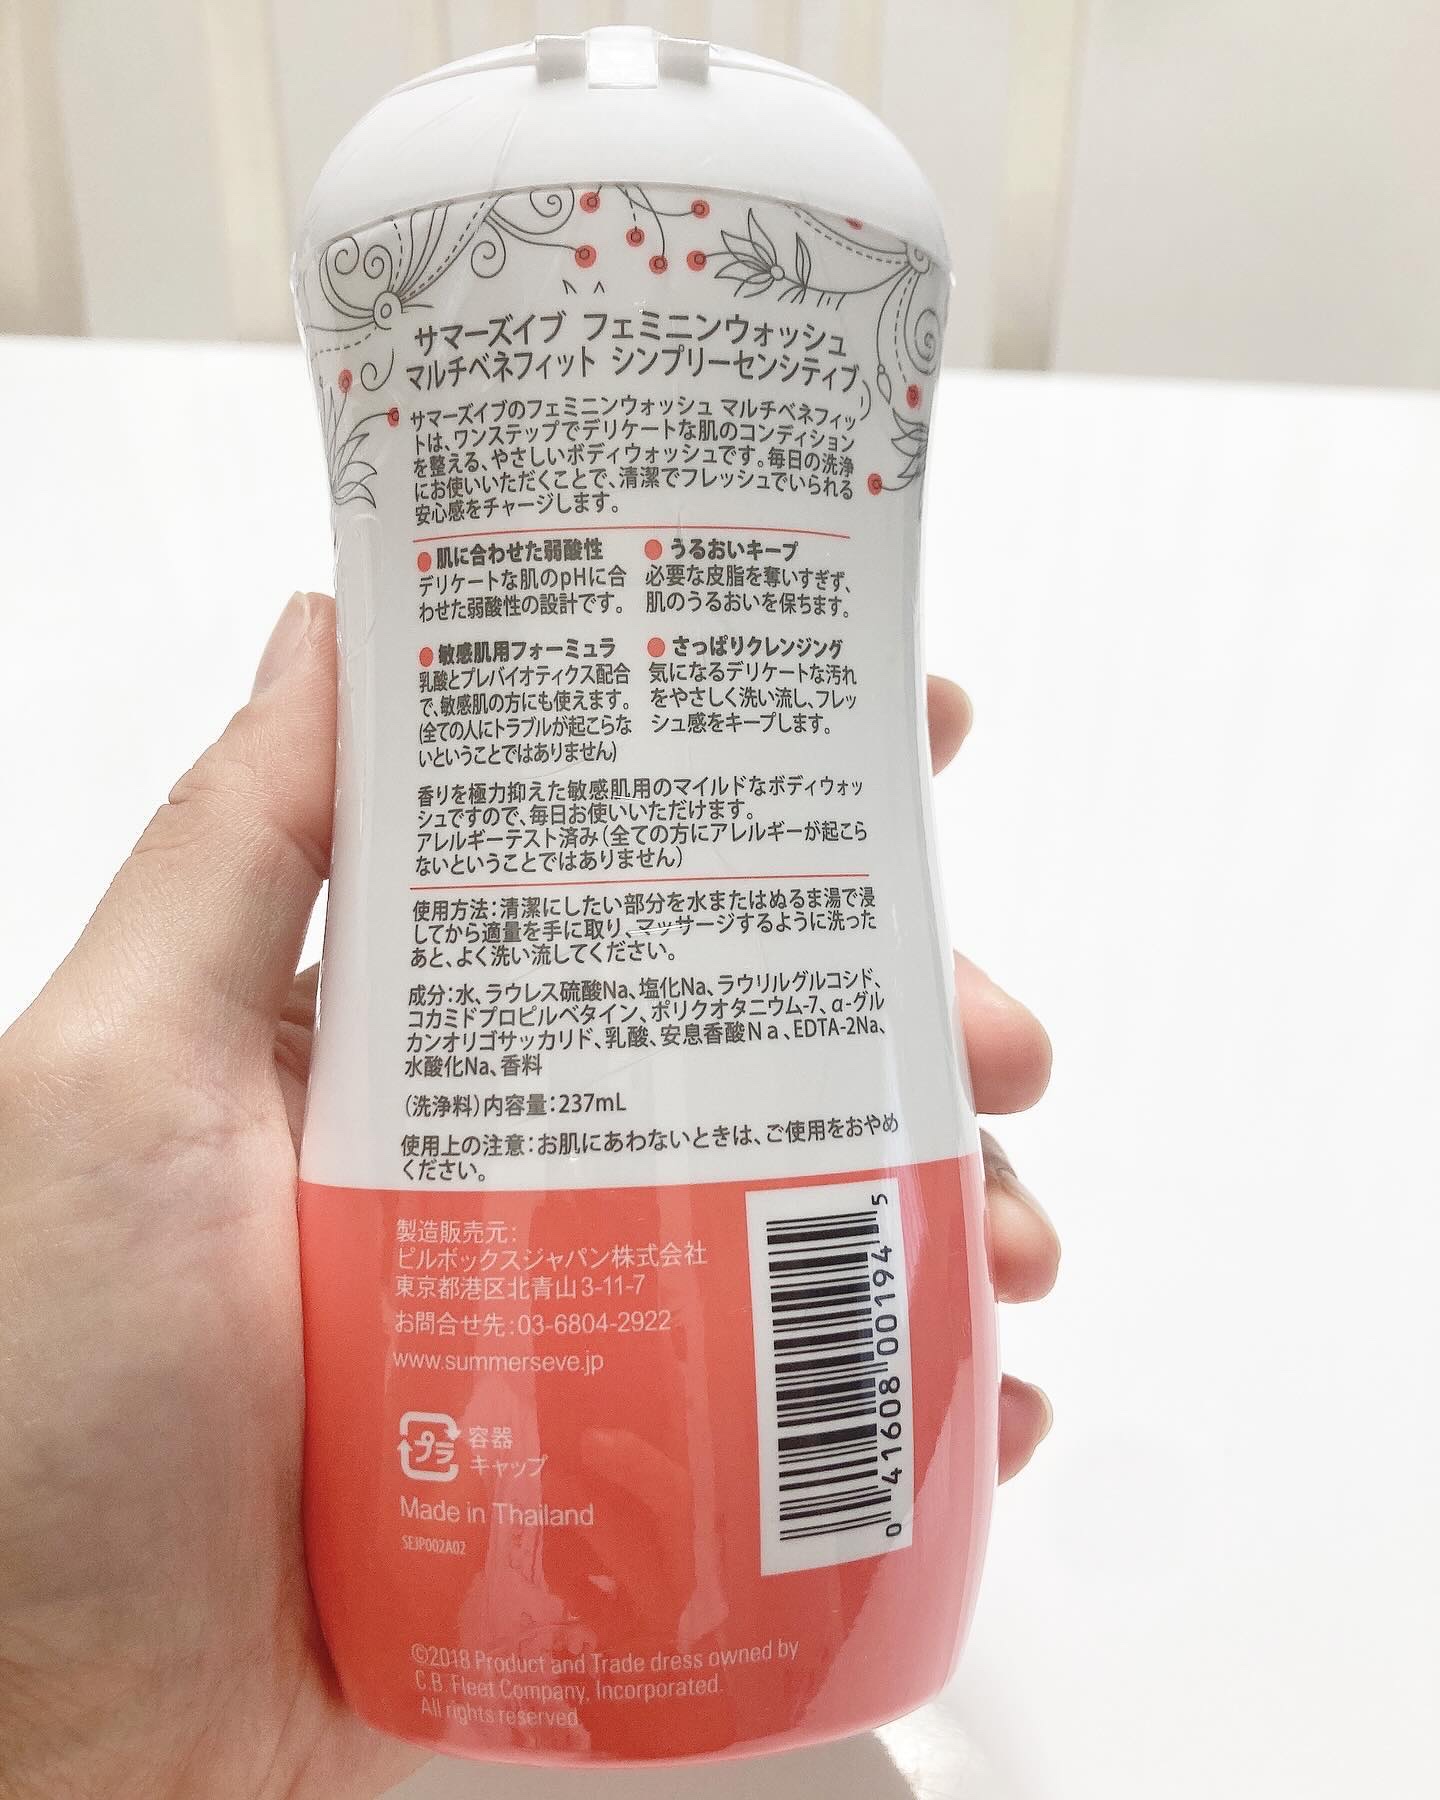 サマーズイブ フェミニンウォッシュ
マルチベネフィット シンプリーセンシティブ
サマーズイブのフェミニンウォッシュ マルチベネフィッ
トは、ワンステップでデリケートな肌のコンディション
を整える、やさしいボディウォッシュです。毎日の洗浄
にお使いいただくことで、清潔でフレッシュでいられる
安心感をチャージします。
●肌に合わせた弱酸性
デリケートな肌のpHに合
わせた弱酸性の設計です。
●うるおいキープ
必要な皮脂を奪いすぎず、
肌のうるおいを保ちます。
●敏感肌用フォーミュラ
乳酸とプレバイオティクス配合
で、敏感肌の方にも使えます。
(全ての人にトラブルが起こらな
いということではありません)
●さっぱりクレンジング
気になるデリケートな汚れ
をやさしく洗い流し、フレッ
シュ感をキープします。
香りを極力抑えた敏感肌用のマイルドなボディウォッ
シュですので、毎日お使いいただけます。
アレルギーテスト済み(全ての方にアレルギーが起こら
ないということではありません)
使用方法:清潔にしたい部分を水またはぬるま湯で浸
してから適量を手に取り、マッサージするように洗った
あと、よく洗い流してください。
成分:水、ラウレス硫酸Na、塩化Na、ラウリルグルコシド、
コカミドプロピルベタイン、ポリクオタニウム-7、α-グル
カンオリゴサッカリド、乳酸、安息香酸Na、EDTA-2Na、
水酸化Na、香料
(洗浄料)内容量:237mL
使用上の注意:お肌にあわないときは、ご使用をおやめ
ください。
製造販売元:
ピルボックスジャパン株式会社
東京都港区北青山3-11-7
お問合せ先:03-6804-2922
www.summerseve.jp
プラ
容器
キャップ
Made in Thailand
SEJP002A02
0 41608 00194 5
©2018 Product and Trade dress owned by
C.B. Fleet Company, Incorporated.
All rights reserved.